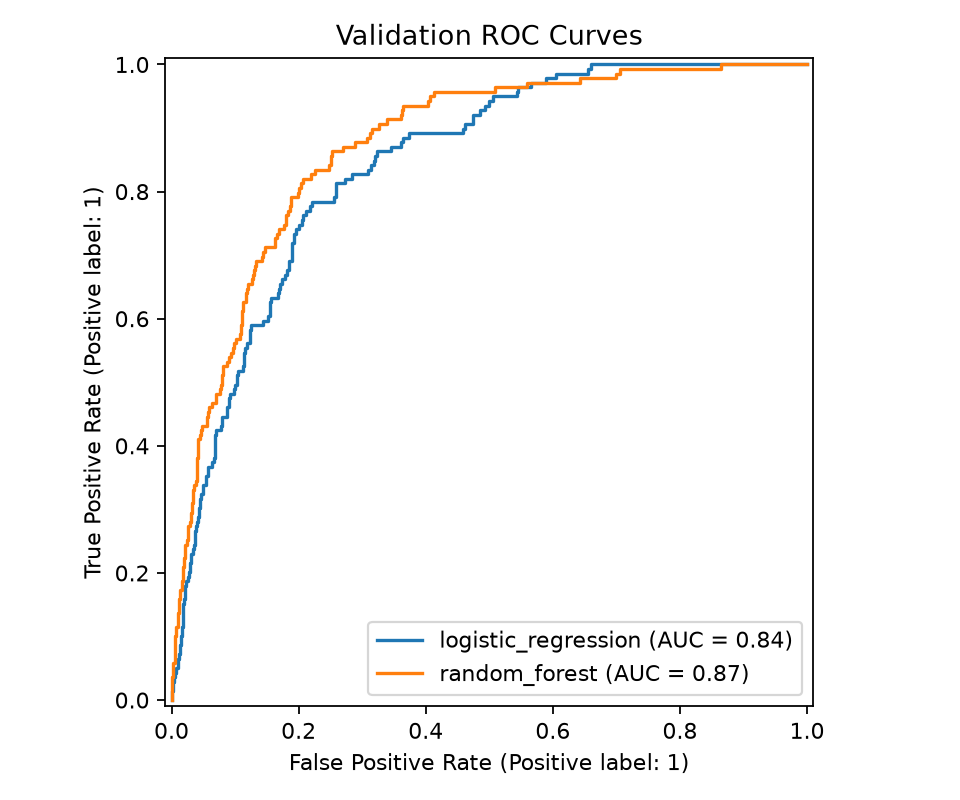 Validation ROC Curves
True Positive Rate (Positive label: 1)
1.0
0.8
0.6
0.4
0.2
0.0
logistic_regression (AUC = 0.84)
random_forest (AUC = 0.87)
0.0 0.2 0.4 0.6 0.8 1.0
False Positive Rate (Positive label: 1)